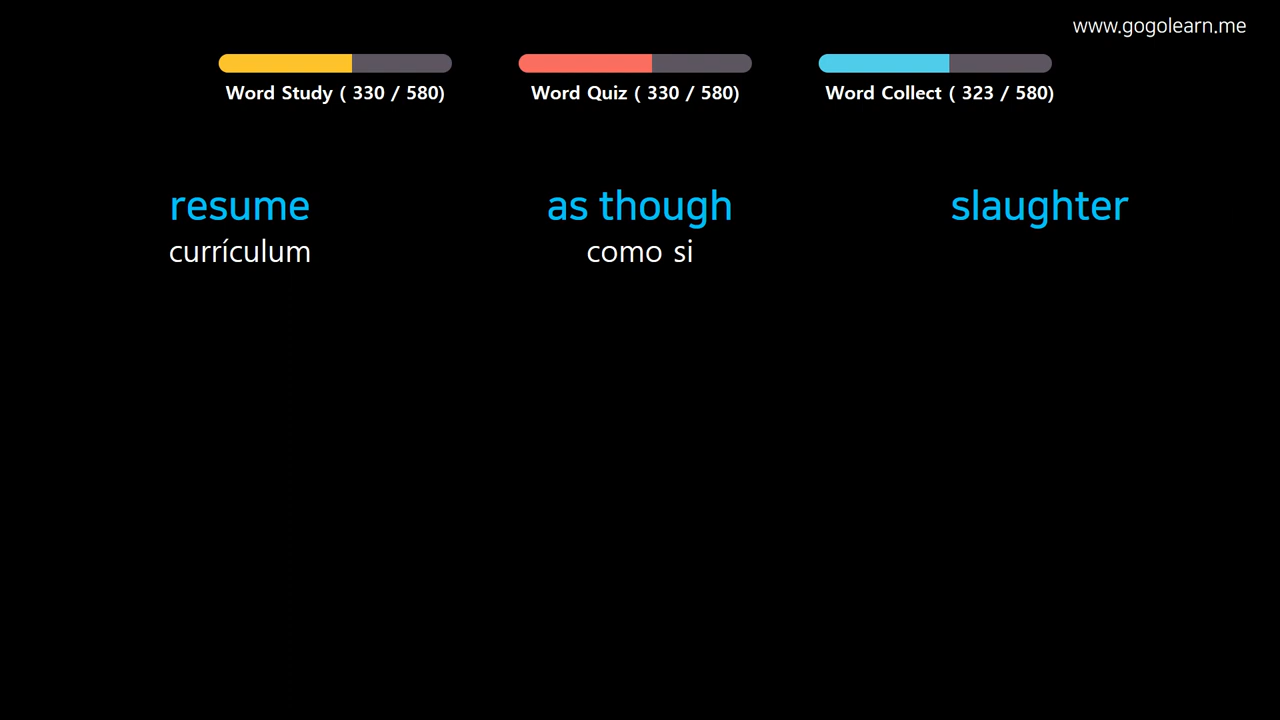 www.gogolearn.me
Word Study ( 330 / 580)
Word Quiz ( 330 / 580)
Word Collect ( 323 / 580)
resume
currículum
as though
como si
slaughter